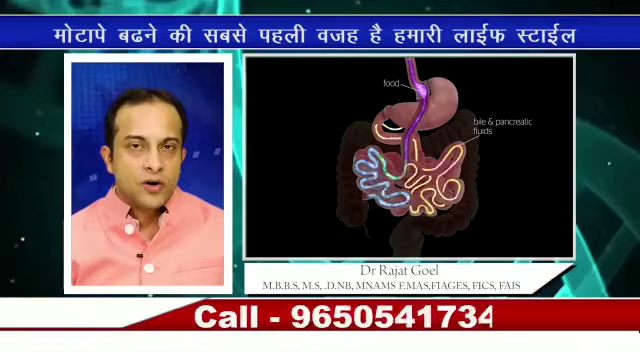 मोटापे बढने की सबसे पहली वजह है हमारी लाईफ स्टाईल
food
bile & pancreatic
fluids
Dr Rajat Goel
M.B.B.S, M.S, .D.NB, MNAMS F.MAS,FIAGES, FICS, FAIS
Call - 9650541734